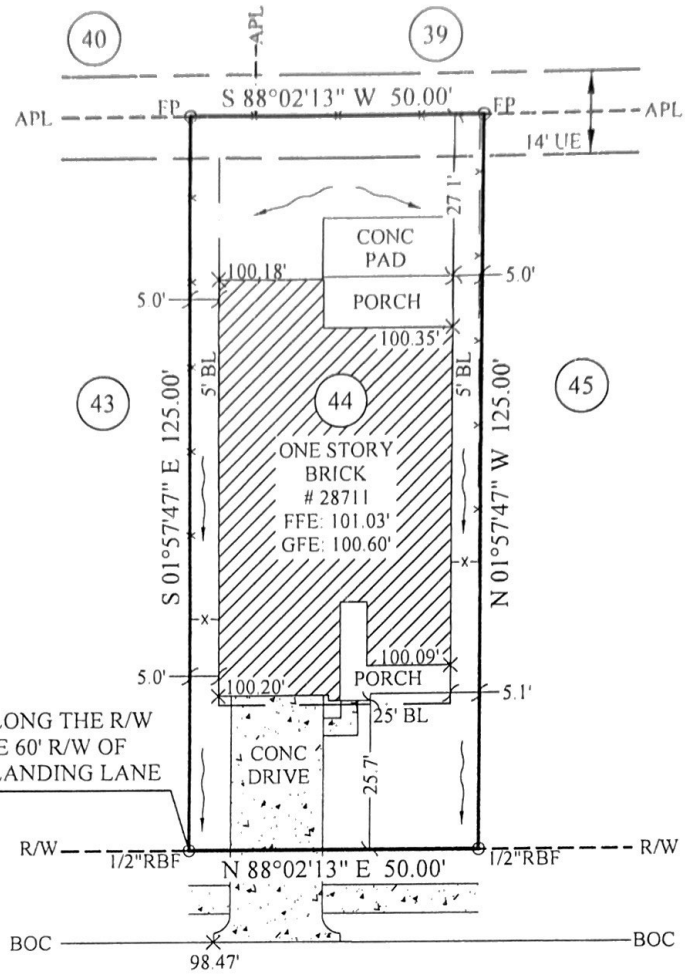 40
APL
39
FP
S 88°02'13" W 50.00'
FP
APL
APL
14' UE
27.1'
CONC
PAD
100.18'
5.0'
5.0'
PORCH
100.35'
5' BL
5' BL
43
44
45
S 01°57'47" E 125.00'
N 01°57'47" W 125.00'
ONE STORY
BRICK
# 28711
FFE: 101.03'
GFE: 100.60'
100.09'
PORCH
5.0'
100.20'
5.1'
25' BL
LONG THE R/W
E 60' R/W OF
LANDING LANE
CONC
DRIVE
25.7'
R/W
R/W
1/2"RBF
1/2"RBF
N 88°02'13" E 50.00'
BOC
BOC
98.47'